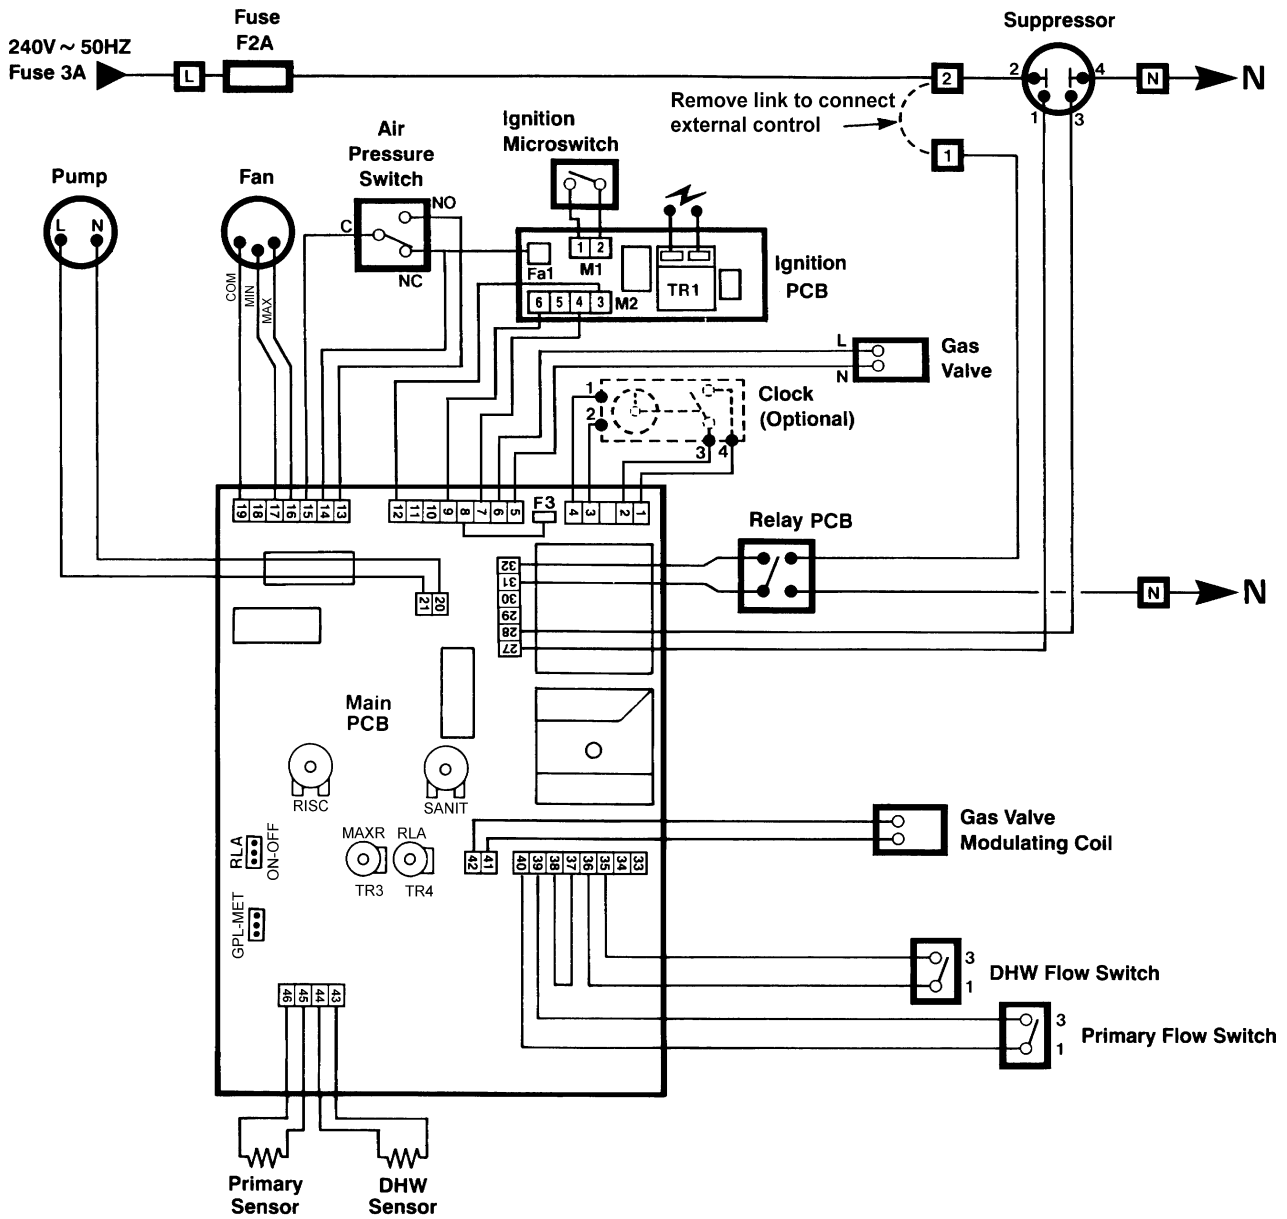 Fuse
F2A
Suppressor
240V ~ 50HZ
Fuse 3A
L
2
2
4
N
N
1
3
Remove link to connect
external control
1
Ignition
Microswitch
Air
Pressure
Switch
Pump
Fan
NO
C
NC
L
N
COM
MIN
MAX
1
2
M1
Fa1
TR1
6
5
4
3
M2
Ignition
PCB
L
N
Gas
Valve
1
2
3
4
Clock
(Optional)
19
18
17
16
15
14
13
12
11
10
9
8
7
6
5
F3
4
3
2
1
Relay PCB
32
31
30
29
28
27
21
20
N
N
Main
PCB
RISC
SANIT
RLA
ON-OFF
MAXR
RLA
TR3
TR4
GPL-MET
42
41
40
39
38
37
36
35
34
33
Gas Valve
Modulating Coil
3
1
DHW Flow Switch
3
1
Primary Flow Switch
46
45
44
43
Primary
Sensor
DHW
Sensor